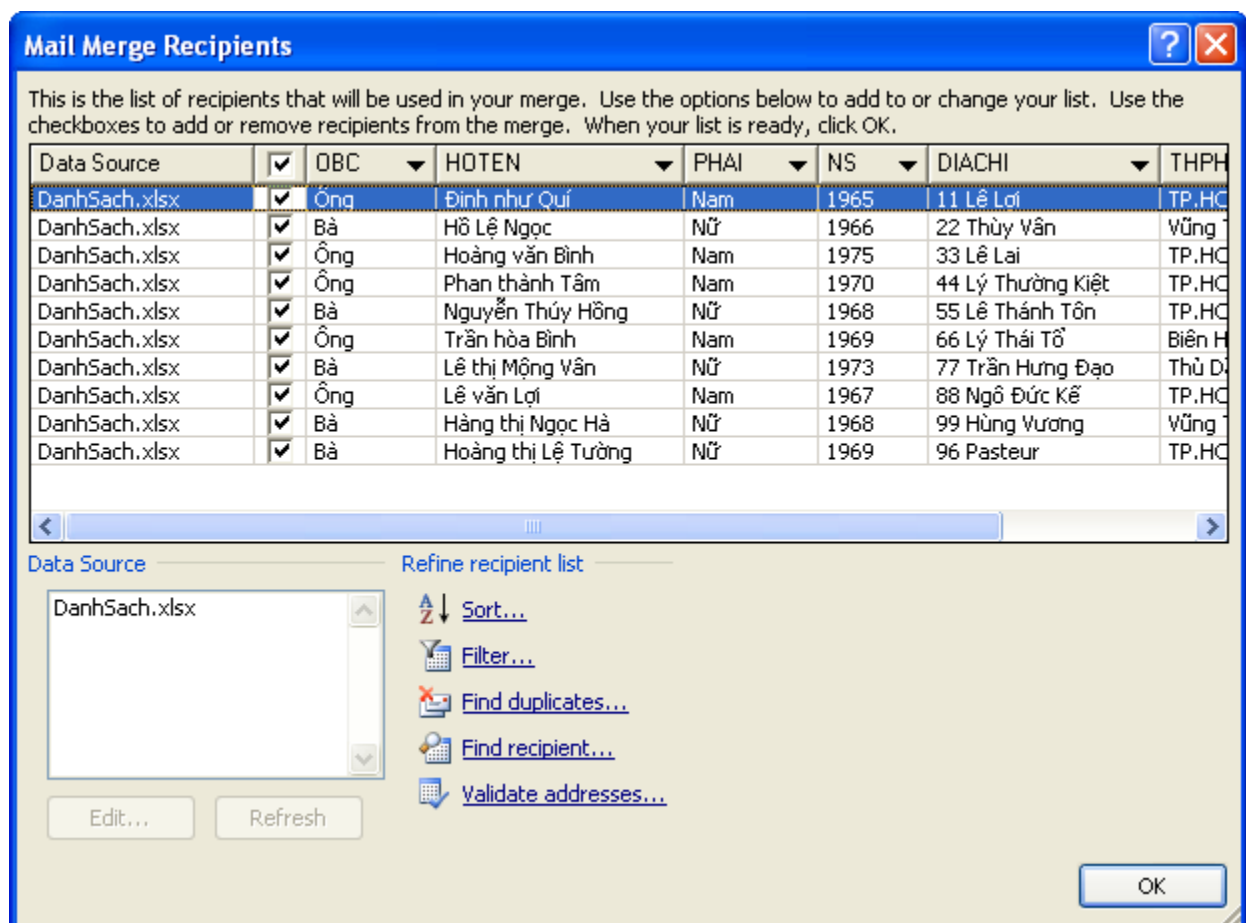 Mail Merge Recipients
This is the list of recipients that will be used in your merge. Use the options below to add to or change your list. Use the
checkboxes to add or remove recipients from the merge. When your list is ready, click OK.
Data Source OBC HOTEN PHAI NS DIACHI THPH
DanhSach.xlsx Ông Đinh như Quí Nam 1965 11 Lê Lợi TP.HC
DanhSach.xlsx Bà Hồ Lệ Ngọc Nữ 1966 22 Thùy Vân Vũng T
DanhSach.xlsx Ông Hoàng văn Bình Nam 1975 33 Lê Lai TP.HC
DanhSach.xlsx Ông Phan thành Tâm Nam 1970 44 Lý Thường Kiệt TP.HC
DanhSach.xlsx Bà Nguyễn Thúy Hồng Nữ 1968 55 Lê Thánh Tôn TP.HC
DanhSach.xlsx Ông Trần hòa Bình Nam 1969 66 Lý Thái Tổ Biên H
DanhSach.xlsx Bà Lê thị Mộng Vân Nữ 1973 77 Trần Hưng Đạo Thủ D
DanhSach.xlsx Ông Lê văn Lợi Nam 1967 88 Ngô Đức Kế TP.HC
DanhSach.xlsx Bà Hàng thị Ngọc Hà Nữ 1968 99 Hùng Vương Vũng T
DanhSach.xlsx Bà Hoàng thị Lệ Tường Nữ 1969 96 Pasteur TP.HC
Data Source Refine recipient list
DanhSach.xlsx
Sort...
Filter...
Find duplicates...
Find recipient...
Validate addresses...
Edit... Refresh
OK